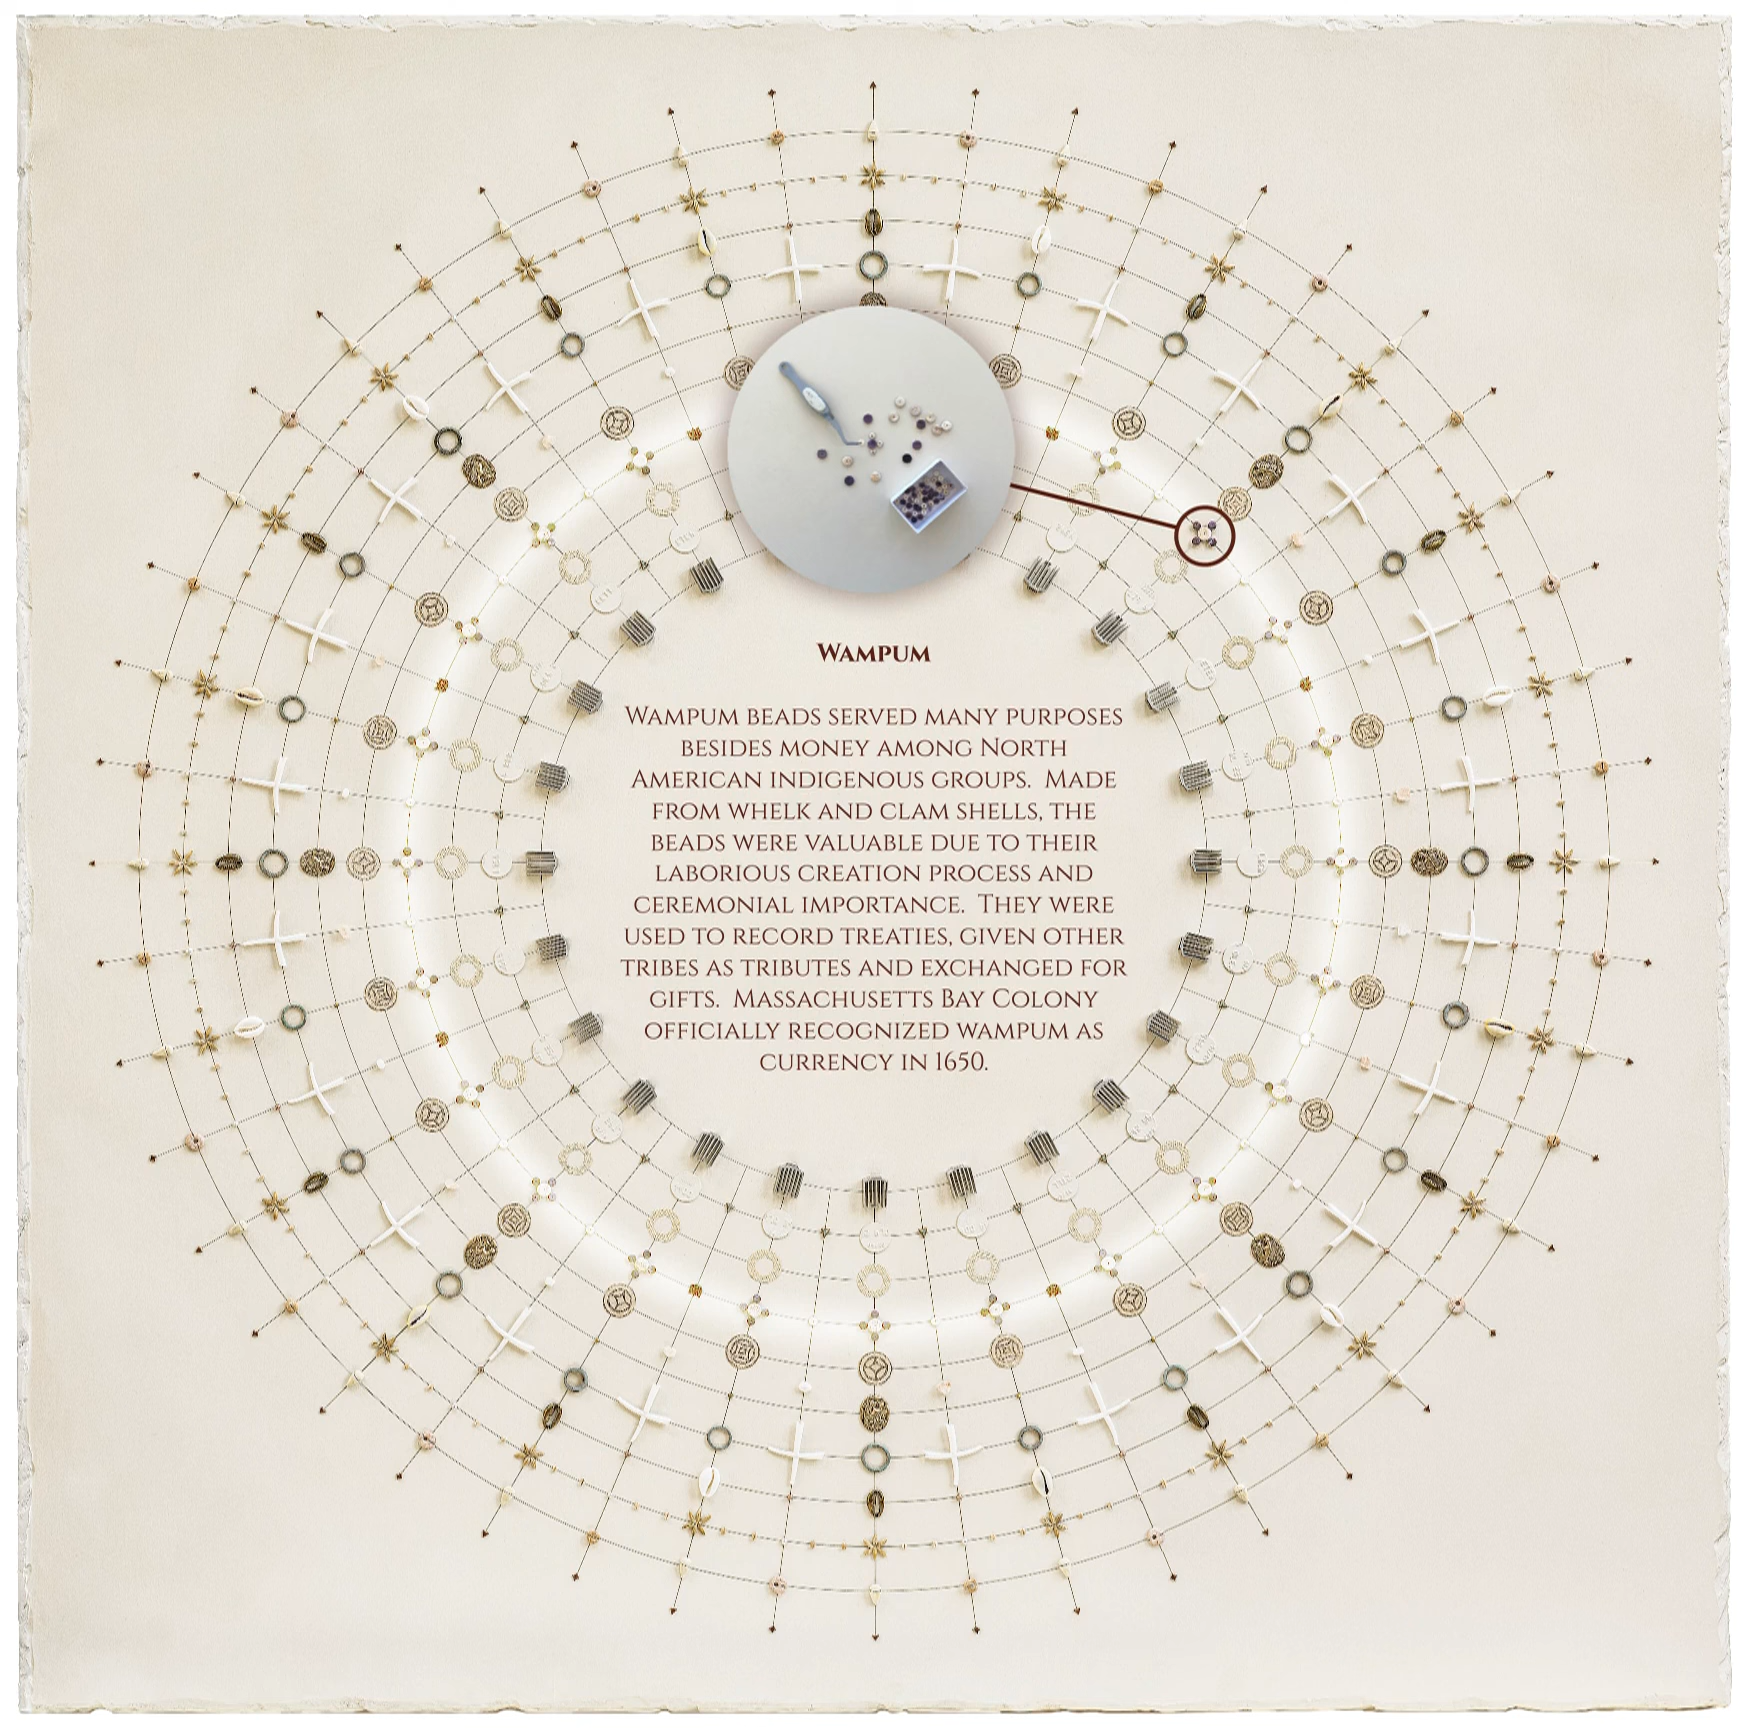 Wampum
Wampum beads served many purposes
besides money among North
American indigenous groups.  Made
from whelk and clam shells, the
beads were valuable due to their
laborious creation process and
ceremonial importance.  They were
used to record treaties, given other
tribes as tributes and exchanged for
gifts.  Massachusetts Bay Colony
officially recognized wampum as
currency in 1650.